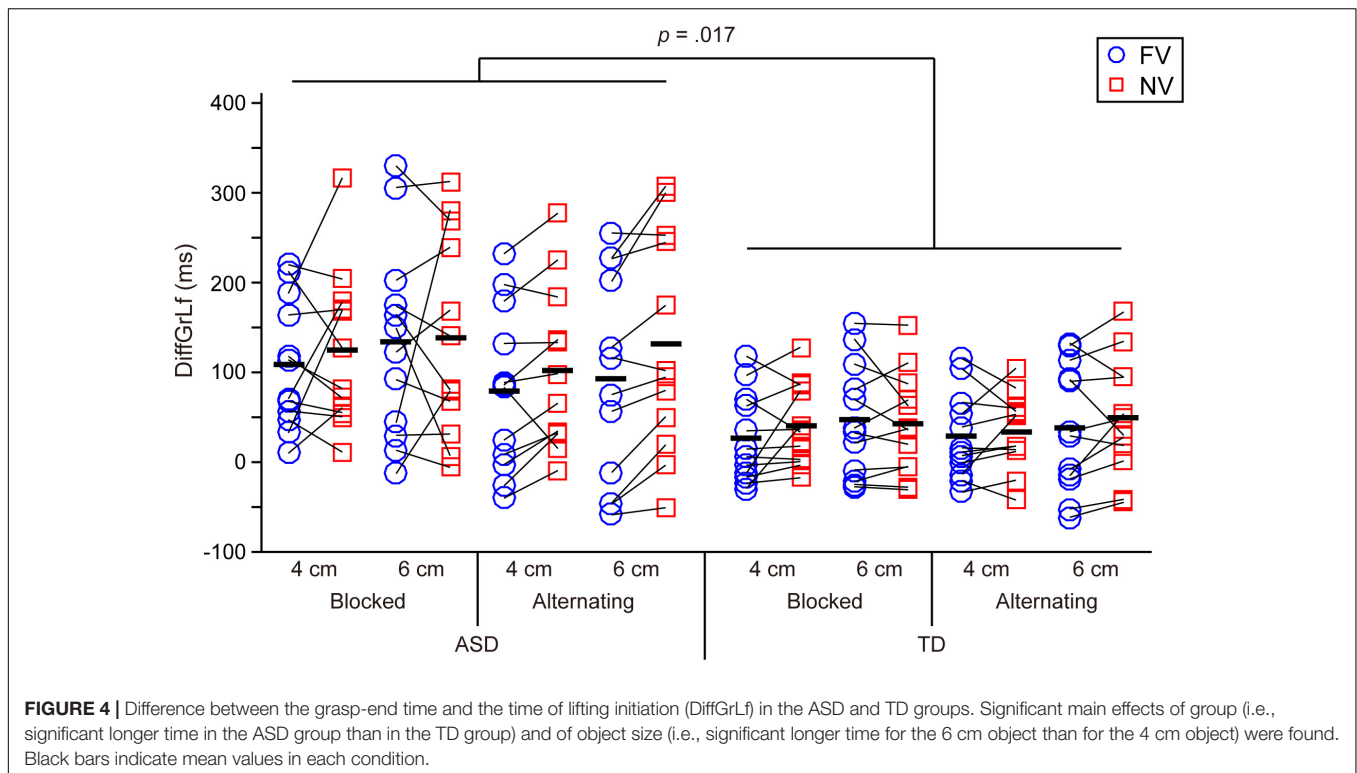 p = .017
FV
NV
400
300
200
100
0
-100
DiffGrLf (ms)
4 cm 6 cm 4 cm 6 cm 4 cm 6 cm 4 cm 6 cm
Blocked Alternating Blocked Alternating
ASD TD
FIGURE 4 | Difference between the grasp-end time and the time of lifting initiation (DiffGrLf) in the ASD and TD groups. Significant main effects of group (i.e.,
significant longer time in the ASD group than in the TD group) and of object size (i.e., significant longer time for the 6 cm object than for the 4 cm object) were found.
Black bars indicate mean values in each condition.